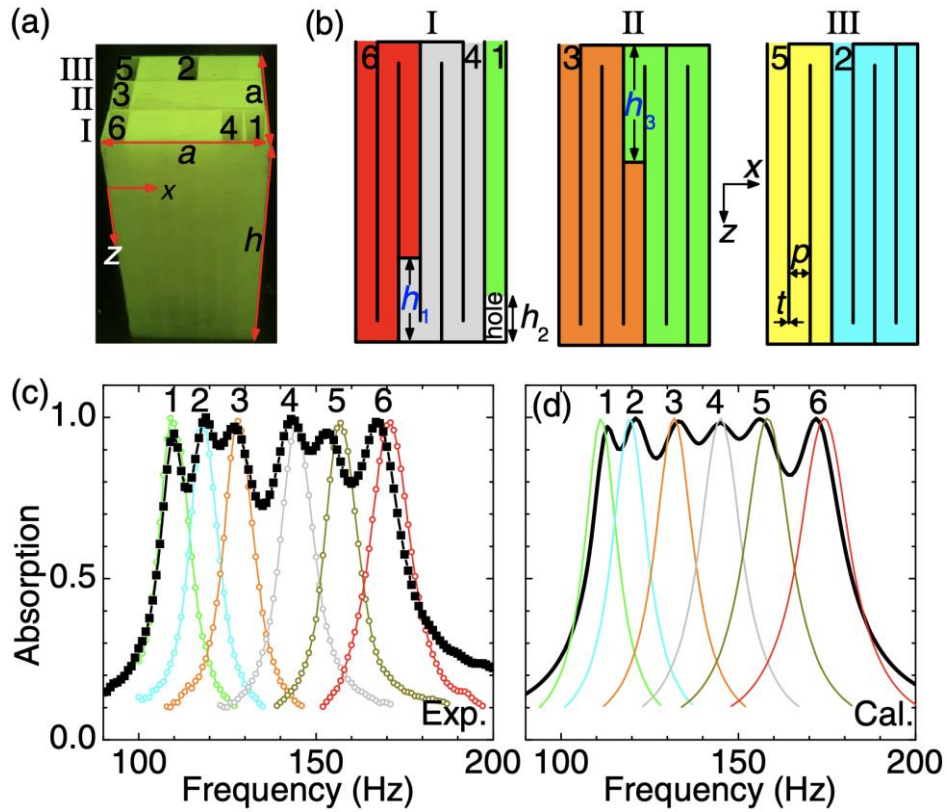 (a)
III 5 2
II 3 a
I 6 4 1
a
x
z
h
(b)
I II III
6 4 1 3 5 2
h₃
x
z
p
h₁
t
hole
h₂
(c) 1 2 3 4 5 6
(d) 1 2 3 4 5 6
1.0
0.5
0.0
Absorption
Exp.
Cal.
100 150 200
100 150 200
Frequency (Hz)
Frequency (Hz)